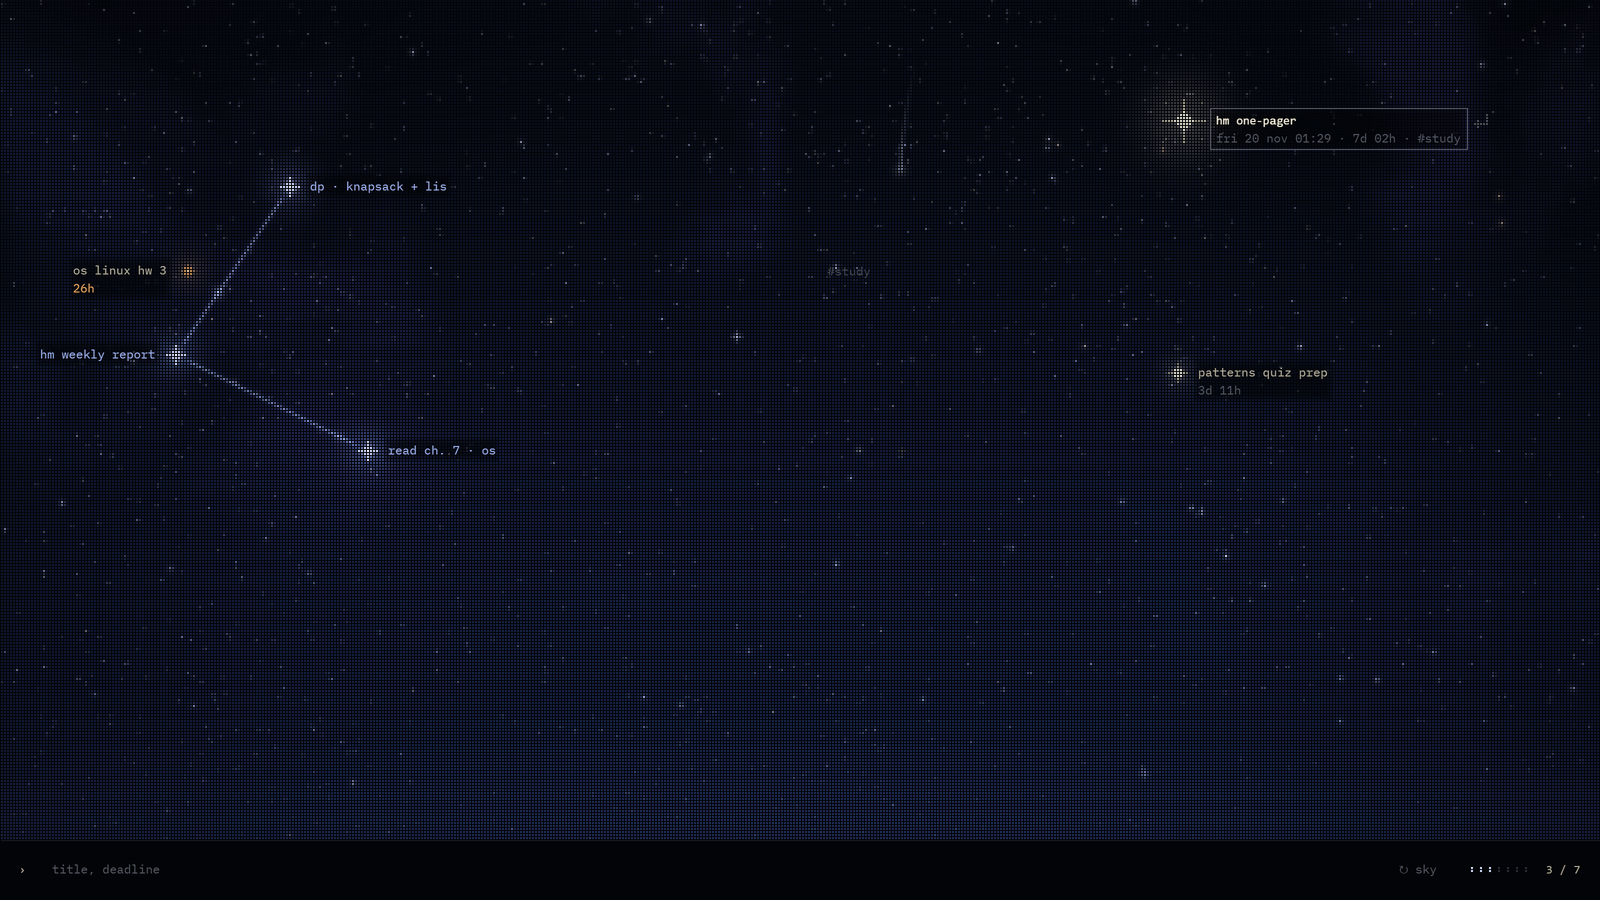 hm one-pager
fri 20 nov 01:29 · 7d 02h · #study
dp · knapsack + lis
os linux hw 3
26h
#study
hm weekly report
patterns quiz prep
3d 11h
read ch. 7 · os
› title, deadline
↻ sky
3 / 7